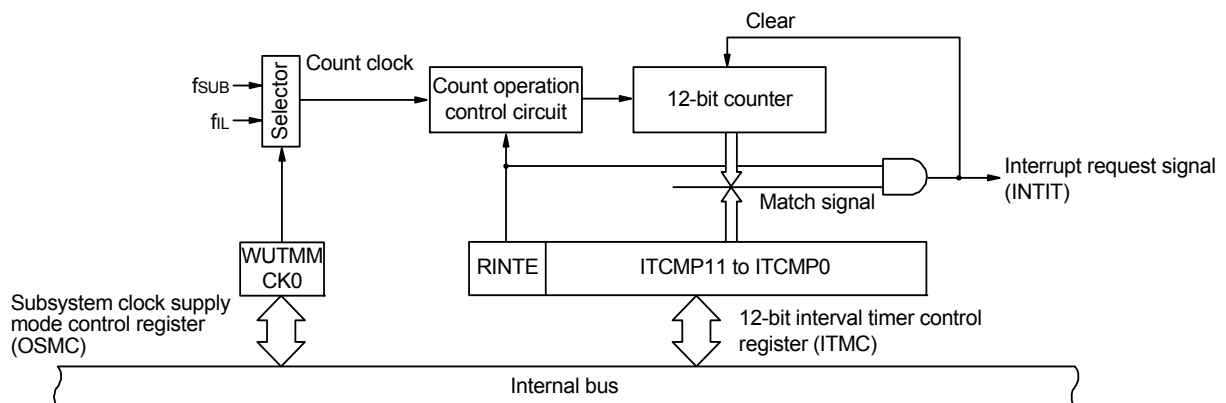 Clear
Count clock
fSUB
fIL
Selector
Count operation
control circuit
12-bit counter
Interrupt request signal
(INTIT)
Match signal
WUTMM
CK0
RINTE
ITCMP11 to ITCMP0
Subsystem clock supply
mode control register
(OSMC)
12-bit interval timer control
register (ITMC)
Internal bus